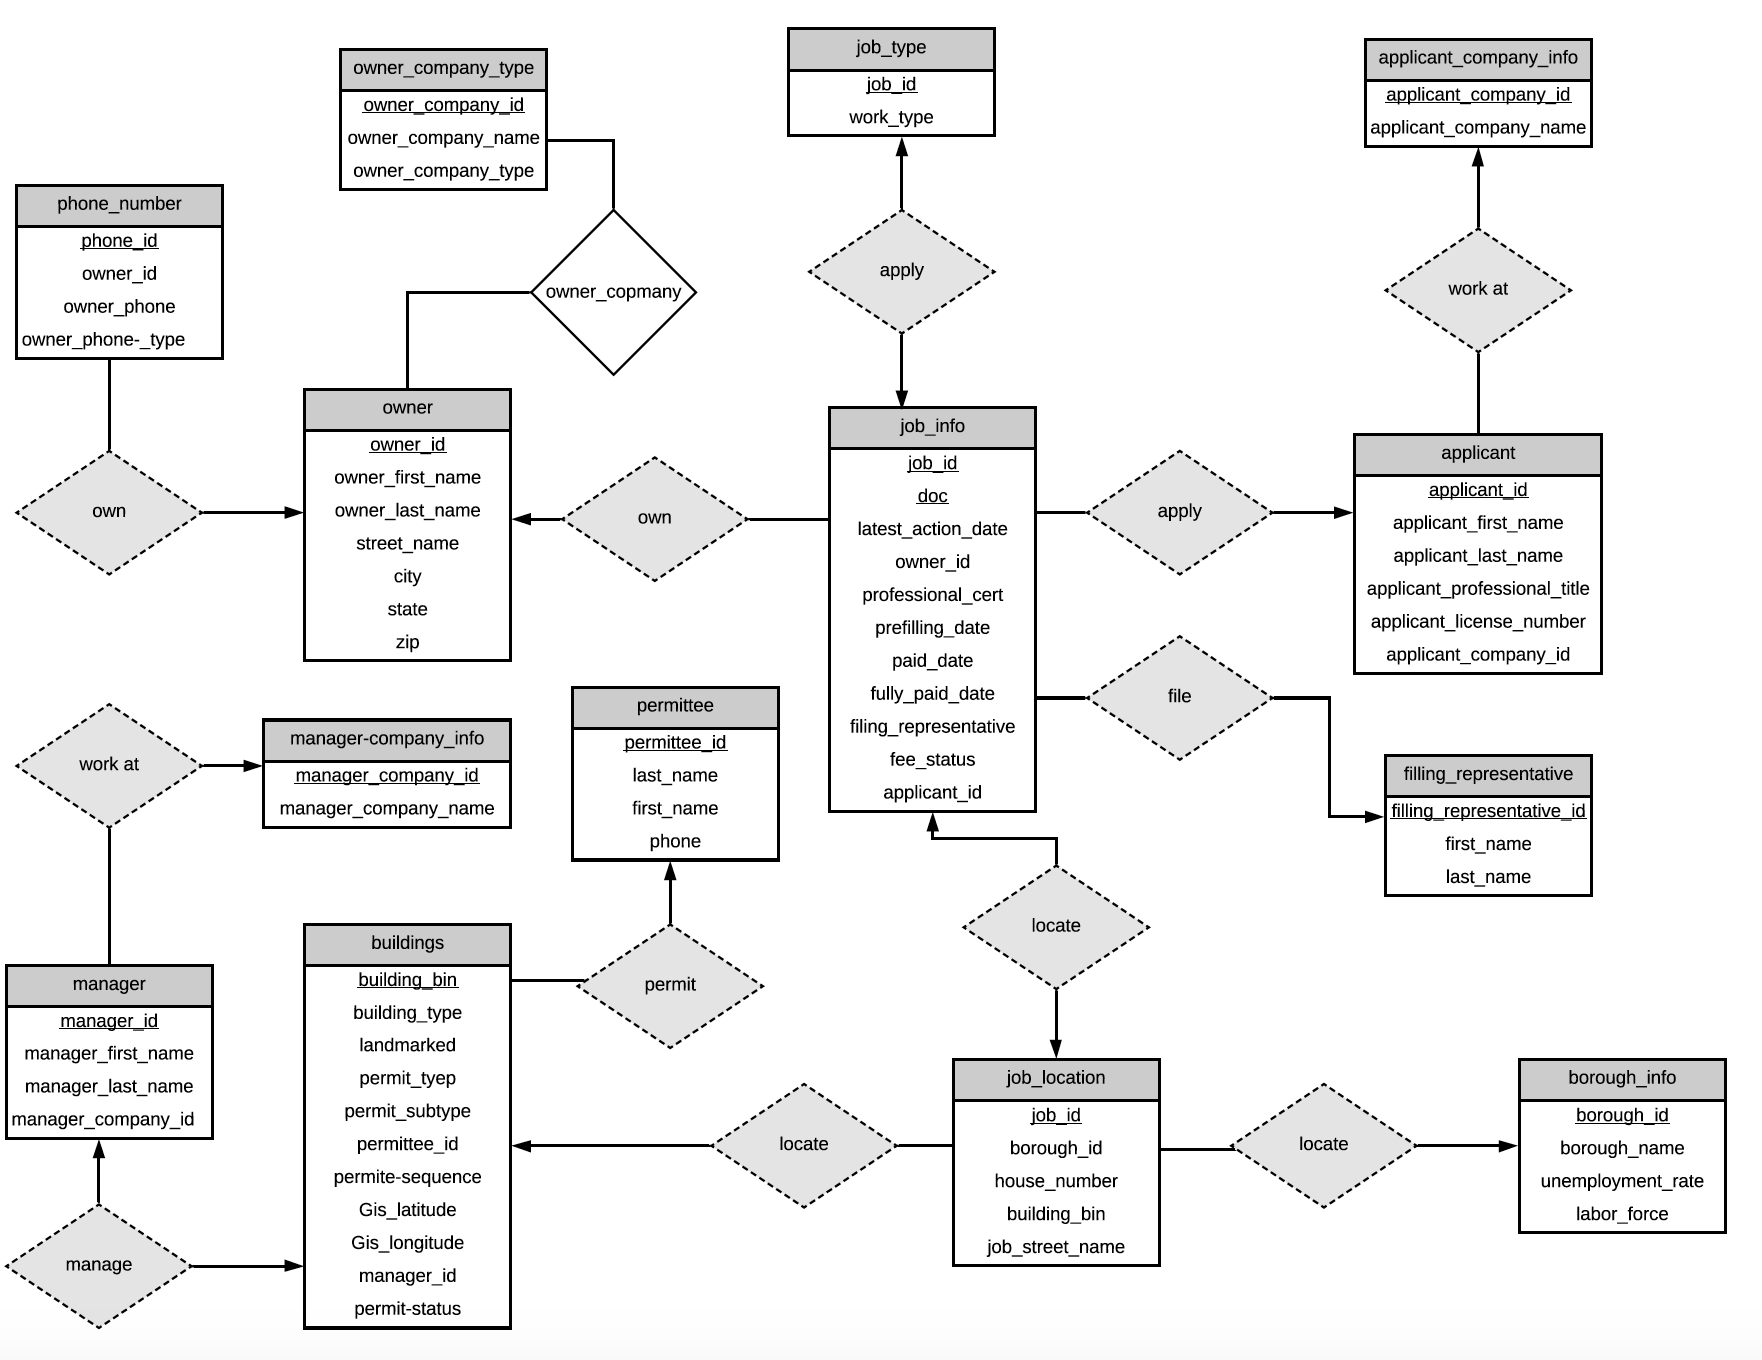 job_type
job_id
work_type
owner_company_type
owner_company_id
owner_company_name
owner_company_type
applicant_company_info
applicant_company_id
applicant_company_name
phone_number
phone_id
owner_id
owner_phone
owner_phone-_type
owner_copmany
apply
work at
owner
owner_id
owner_first_name
owner_last_name
street_name
city
state
zip
own
own
job_info
job_id
doc
latest_action_date
owner_id
professional_cert
prefilling_date
paid_date
fully_paid_date
filing_representative
fee_status
applicant_id
apply
applicant
applicant_id
applicant_first_name
applicant_last_name
applicant_professional_title
applicant_license_number
applicant_company_id
file
filling_representative
filling_representative_id
first_name
last_name
work at
manager-company_info
manager_company_id
manager_company_name
permittee
permittee_id
last_name
first_name
phone
locate
manager
manager_id
manager_first_name
manager_last_name
manager_company_id
buildings
building_bin
building_type
landmarked
permit_tyep
permit_subtype
permittee_id
permite-sequence
Gis_latitude
Gis_longitude
manager_id
permit-status
permit
manage
locate
job_location
job_id
borough_id
house_number
building_bin
job_street_name
locate
borough_info
borough_id
borough_name
unemployment_rate
labor_force